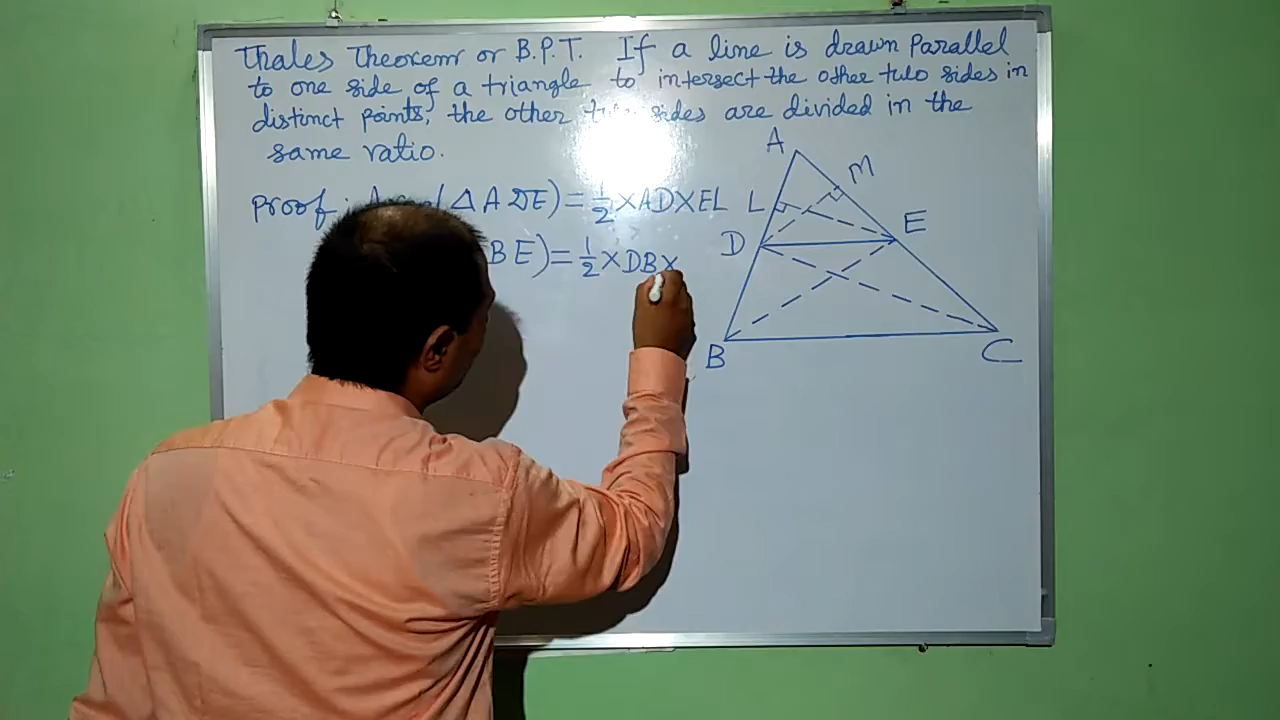 Thales Theorem or B.P.T. If a line is drawn Parallel
to one side of a triangle to intersect the other two sides in
distinct points, the other two sides are divided in the
same ratio.
Proof: (△ADE)=½×AD×EL
BE)=½×DB×
A
M
L
E
D
B
C